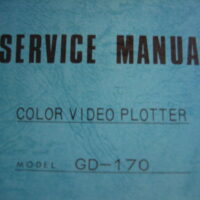 SERVICE MANUA
COLOR VIDEO PLOTTER
MODEL GD-170